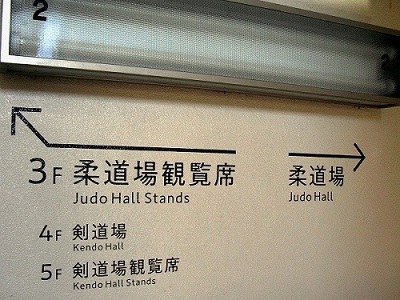 2
2
3F 柔道場観覧席
Judo Hall Stands
柔道場
Judo Hall
4F 剣道場
Kendo Hall
5F 剣道場観覧席
Kendo Hall Stands